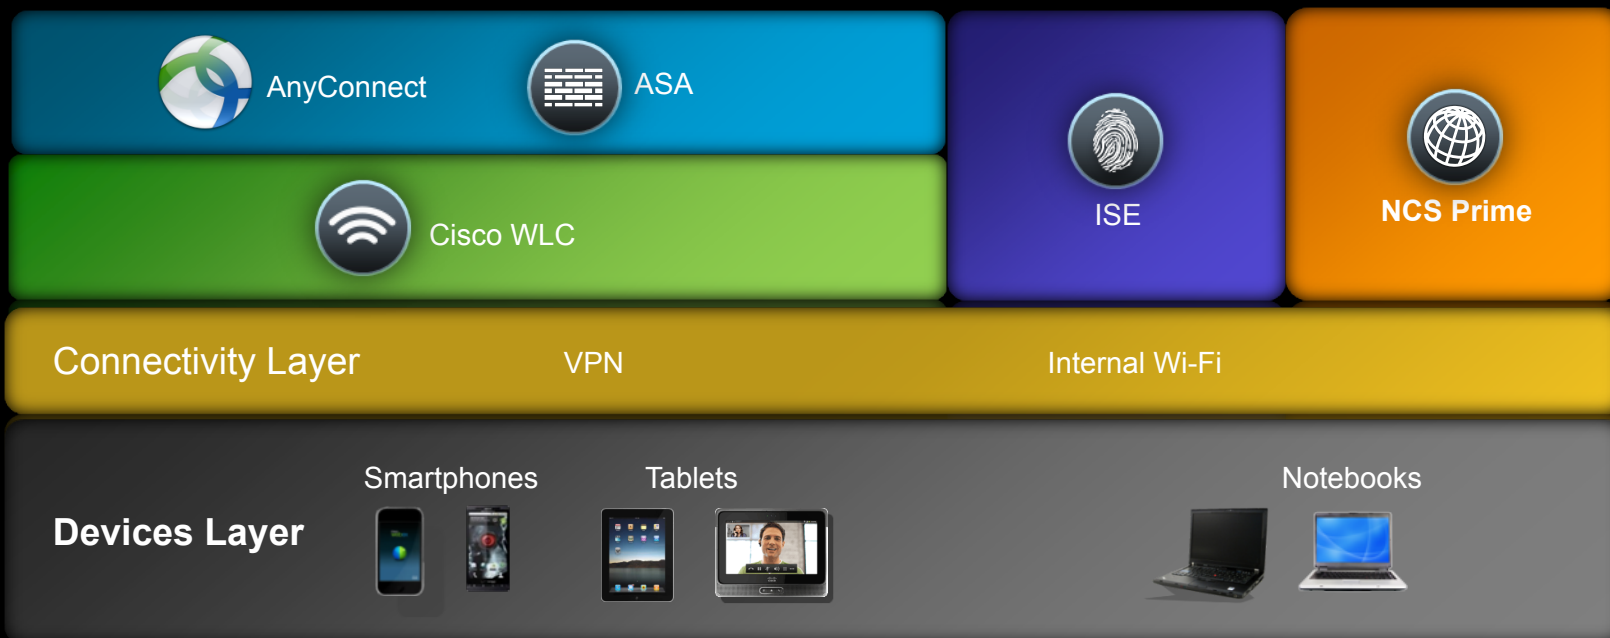 AnyConnect
ASA
Cisco WLC
ISE
NCS Prime
Connectivity Layer
VPN
Internal Wi-Fi
Smartphones
Tablets
Notebooks
Devices Layer